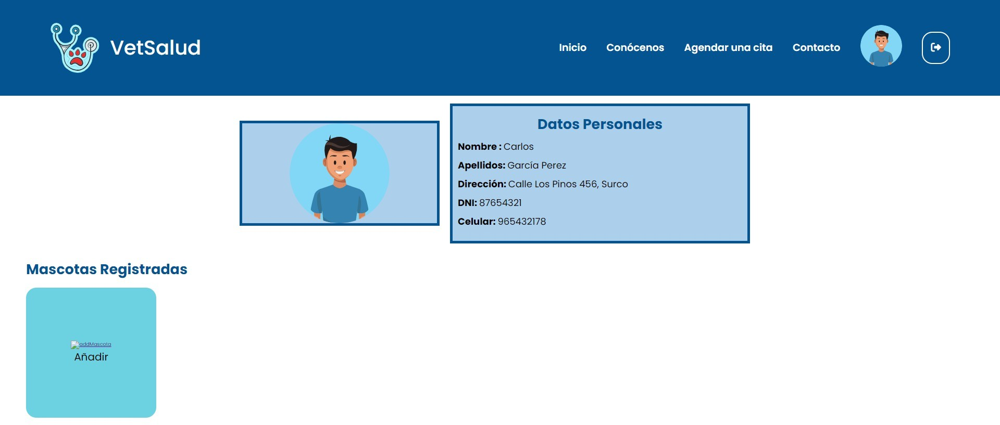 VetSalud
Inicio Conócenos Agendar una cita Contacto
Datos Personales
Nombre : Carlos
Apellidos: García Perez
Dirección: Calle Los Pinos 456, Surco
DNI: 87654321
Celular: 965432178
Mascotas Registradas
addMascota
Añadir